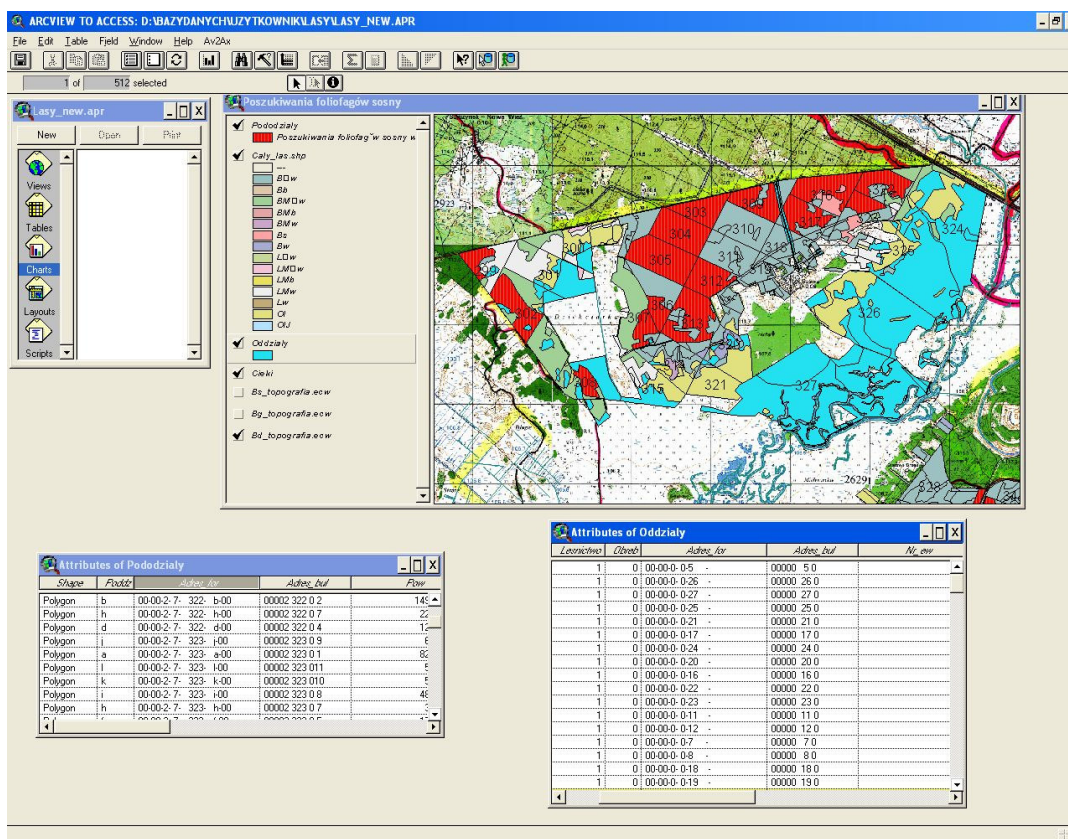 ARCVIEW TO ACCESS: D:\BAZYDANYCH\UZYTKOWNIK\LASY\LASY_NEW.APR
File Edit Table Field Window Help Av2Ax
1 of 512 selected
Lasy_new.apr
New Open Print
Views
Tables
Charts
Layouts
Scripts
Poszukiwania foliofagów sosny
Pododzialy
Poszukiwania foliofag˘w sosny w
Caly_las.shp
---
B□w
Bb
BM□w
BMb
BMw
Bs
Bw
L□w
LM□w
LMb
LMw
Lw
Ol
OlJ
Oddzialy
Cieki
Bs_topografia.ecw
Bg_topografia.ecw
Bd_topografia.ecw
2923
303
304
310
305
312
324
326
321
327
302
315
318
317
328
2629
Attributes of Pododzialy
Shape Poddz Adres_for Adres_bul Pow
Polygon b 00-00-2- 7- 322- b-00 00002 322 0 2
Polygon h 00-00-2- 7- 322- h-00 00002 322 0 7
Polygon d 00-00-2- 7- 322- d-00 00002 322 0 4
Polygon j 00-00-2- 7- 323- j-00 00002 323 0 9
Polygon a 00-00-2- 7- 323- a-00 00002 323 0 1 82
Polygon l 00-00-2- 7- 323- l-00 00002 323 011
Polygon k 00-00-2- 7- 323- k-00 00002 323 010
Polygon i 00-00-2- 7- 323- i-00 00002 323 0 8 48
Polygon h 00-00-2- 7- 323- h-00 00002 323 0 7
Attributes of Oddzialy
Lesnictwo Obreb Adres_for Adres_bul Nr_ew
1 0 00-00-0- 0-5 - 00000 5 0
1 0 00-00-0- 0-26 - 00000 26 0
1 0 00-00-0- 0-27 - 00000 27 0
1 0 00-00-0- 0-25 - 00000 25 0
1 0 00-00-0- 0-21 - 00000 21 0
1 0 00-00-0- 0-17 - 00000 17 0
1 0 00-00-0- 0-24 - 00000 24 0
1 0 00-00-0- 0-20 - 00000 20 0
1 0 00-00-0- 0-16 - 00000 16 0
1 0 00-00-0- 0-22 - 00000 22 0
1 0 00-00-0- 0-23 - 00000 23 0
1 0 00-00-0- 0-11 - 00000 11 0
1 0 00-00-0- 0-12 - 00000 12 0
1 0 00-00-0- 0-7 - 00000 7 0
1 0 00-00-0- 0-8 - 00000 8 0
1 0 00-00-0- 0-18 - 00000 18 0
1 0 00-00-0- 0-19 - 00000 19 0